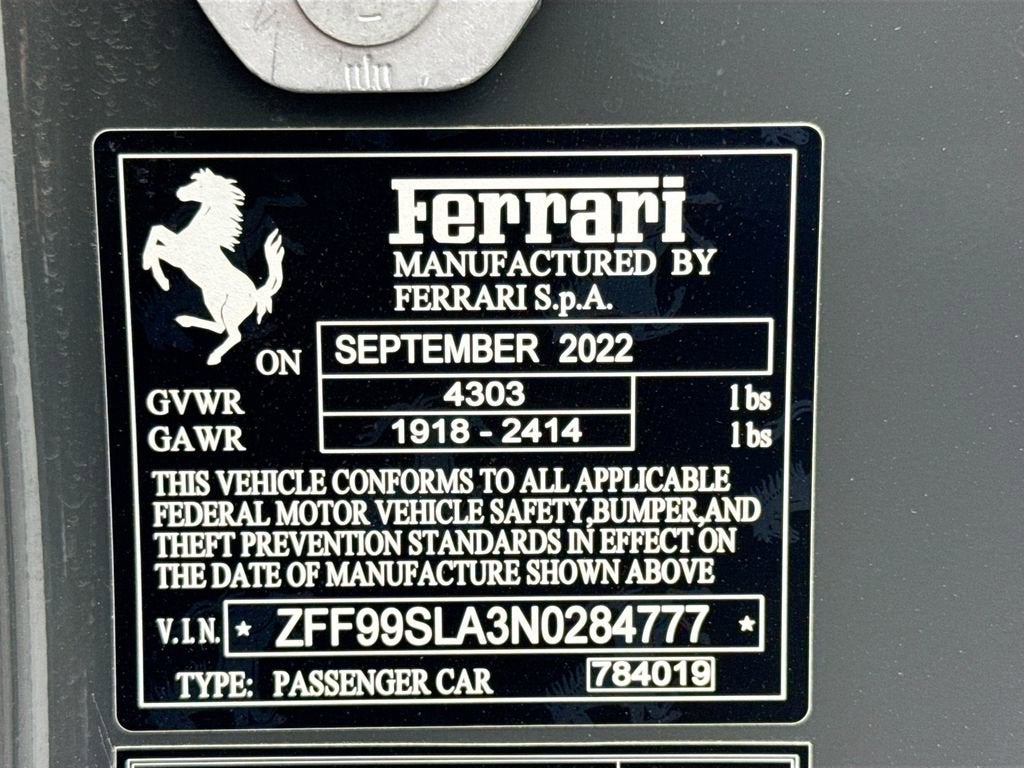 Ferrari
MANUFACTURED BY
FERRARI S.p.A.
ON SEPTEMBER 2022
GVWR 4303 lbs
GAWR 1918 - 2414 lbs
THIS VEHICLE CONFORMS TO ALL APPLICABLE
FEDERAL MOTOR VEHICLE SAFETY,BUMPER,AND
THEFT PREVENTION STANDARDS IN EFFECT ON
THE DATE OF MANUFACTURE SHOWN ABOVE
V.I.N. * ZFF99SLA3N0284777 *
TYPE: PASSENGER CAR 784019